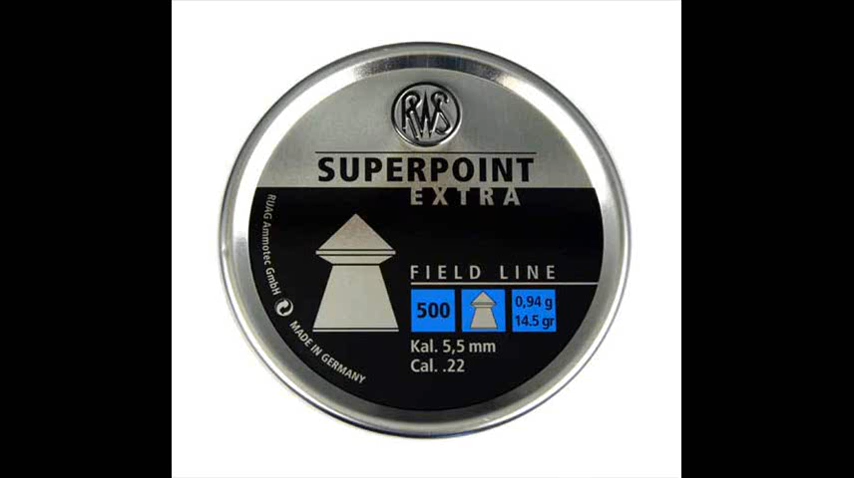 RWS
SUPERPOINT
EXTRA
FIELD LINE
500
0,94 g
14.5 gr
Kal. 5,5 mm
Cal. .22
RUAG Ammotec GmbH
MADE IN GERMANY